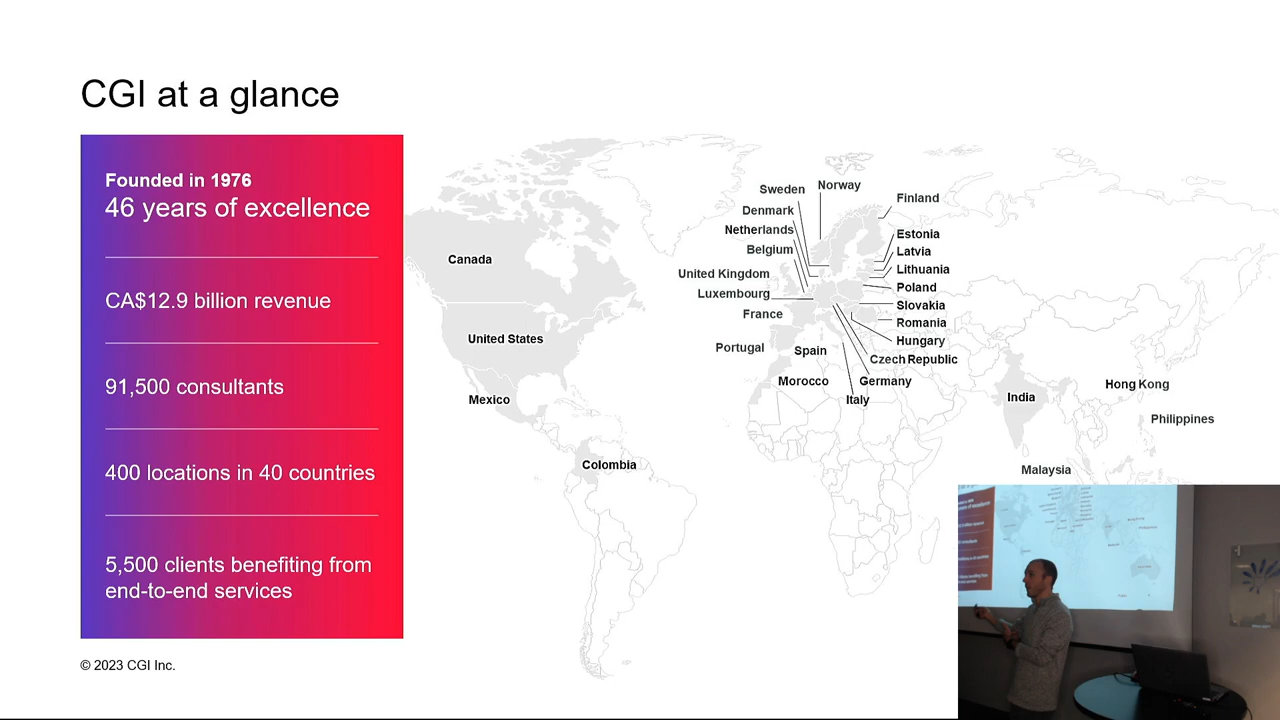 CGI at a glance
Founded in 1976
46 years of excellence
CA$12.9 billion revenue
91,500 consultants
400 locations in 40 countries
5,500 clients benefiting from
end-to-end services
© 2023 CGI Inc.
Canada
United States
Mexico
Colombia
Sweden
Norway
Denmark
Netherlands
Belgium
United Kingdom
Luxembourg
France
Portugal
Spain
Morocco
Finland
Estonia
Latvia
Lithuania
Poland
Slovakia
Romania
Hungary
Czech Republic
Germany
Italy
India
Hong Kong
Philippines
Malaysia